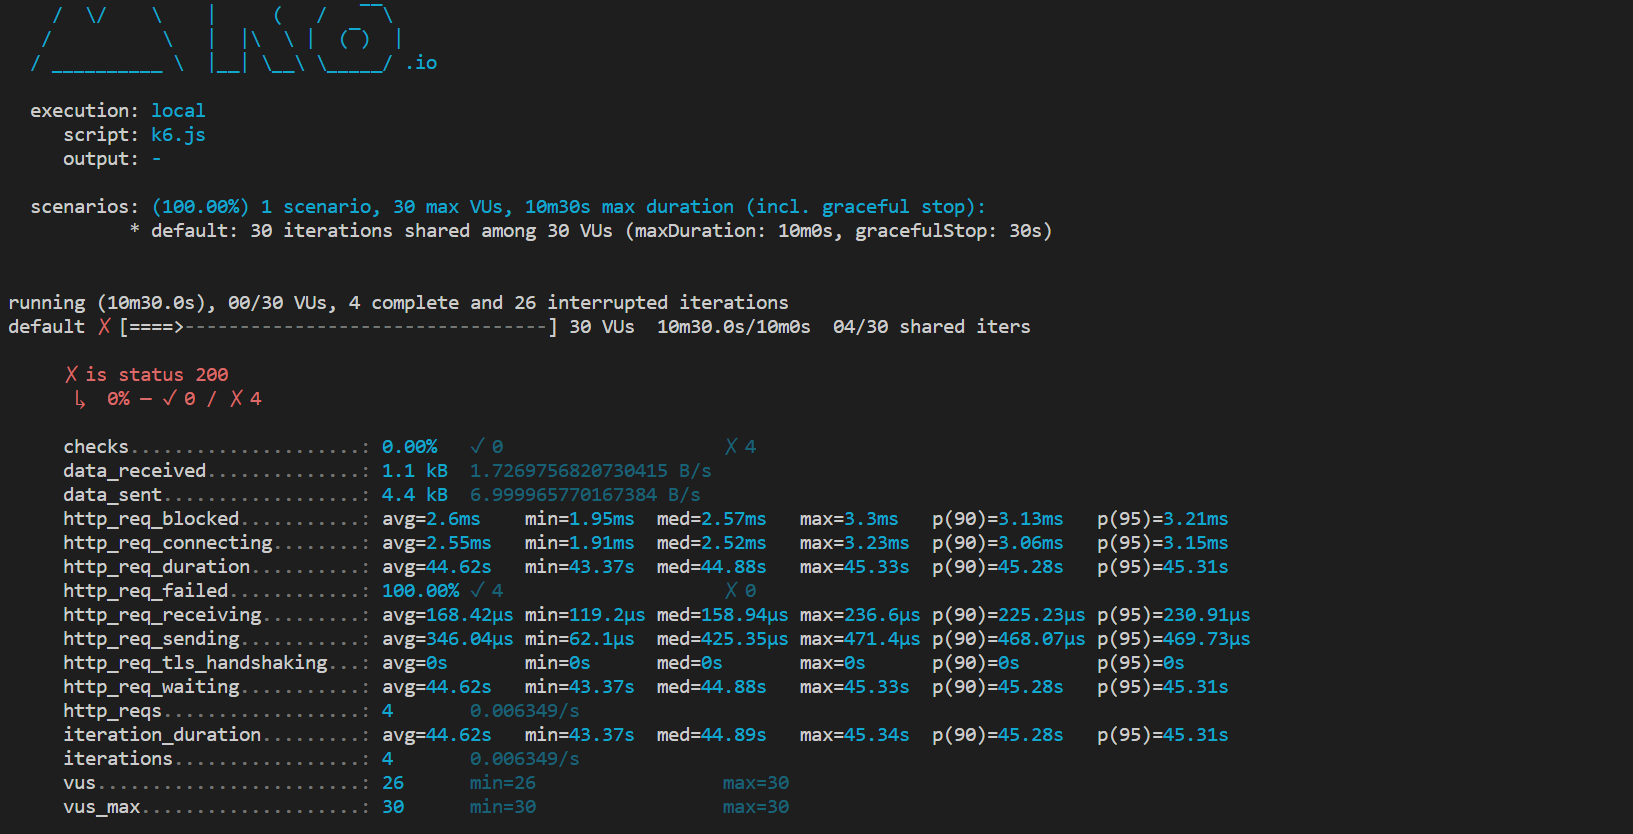 /  \/    \    |     (   /   __\
 /          \   |  |\  \ |  (‾)  |
/ __________ \  |__| \__\ \_____/ .io
execution: local
script: k6.js
output: -
scenarios: (100.00%) 1 scenario, 30 max VUs, 10m30s max duration (incl. graceful stop):
* default: 30 iterations shared among 30 VUs (maxDuration: 10m0s, gracefulStop: 30s)
running (10m30.0s), 00/30 VUs, 4 complete and 26 interrupted iterations
default ✗ [====>---------------------------------] 30 VUs  10m30.0s/10m0s  04/30 shared iters
✗ is status 200
↳  0% — ✓ 0 / ✗ 4
checks.....................: 0.00%   ✓ 0                    ✗ 4
data_received..............: 1.1 kB  1.7269756820730415 B/s
data_sent..................: 4.4 kB  6.999965770167384 B/s
http_req_blocked...........: avg=2.6ms    min=1.95ms  med=2.57ms   max=3.3ms   p(90)=3.13ms   p(95)=3.21ms
http_req_connecting........: avg=2.55ms   min=1.91ms  med=2.52ms   max=3.23ms  p(90)=3.06ms   p(95)=3.15ms
http_req_duration..........: avg=44.62s   min=43.37s  med=44.88s   max=45.33s  p(90)=45.28s   p(95)=45.31s
http_req_failed............: 100.00% ✓ 4                    ✗ 0
http_req_receiving.........: avg=168.42µs min=119.2µs med=158.94µs max=236.6µs p(90)=225.23µs p(95)=230.91µs
http_req_sending...........: avg=346.04µs min=62.1µs  med=425.35µs max=471.4µs p(90)=468.07µs p(95)=469.73µs
http_req_tls_handshaking...: avg=0s       min=0s      med=0s       max=0s      p(90)=0s       p(95)=0s
http_req_waiting...........: avg=44.62s   min=43.37s  med=44.88s   max=45.33s  p(90)=45.28s   p(95)=45.31s
http_reqs..................: 4       0.006349/s
iteration_duration.........: avg=44.62s   min=43.37s  med=44.89s   max=45.34s  p(90)=45.28s   p(95)=45.31s
iterations.................: 4       0.006349/s
vus........................: 26      min=26                 max=30
vus_max....................: 30      min=30                 max=30